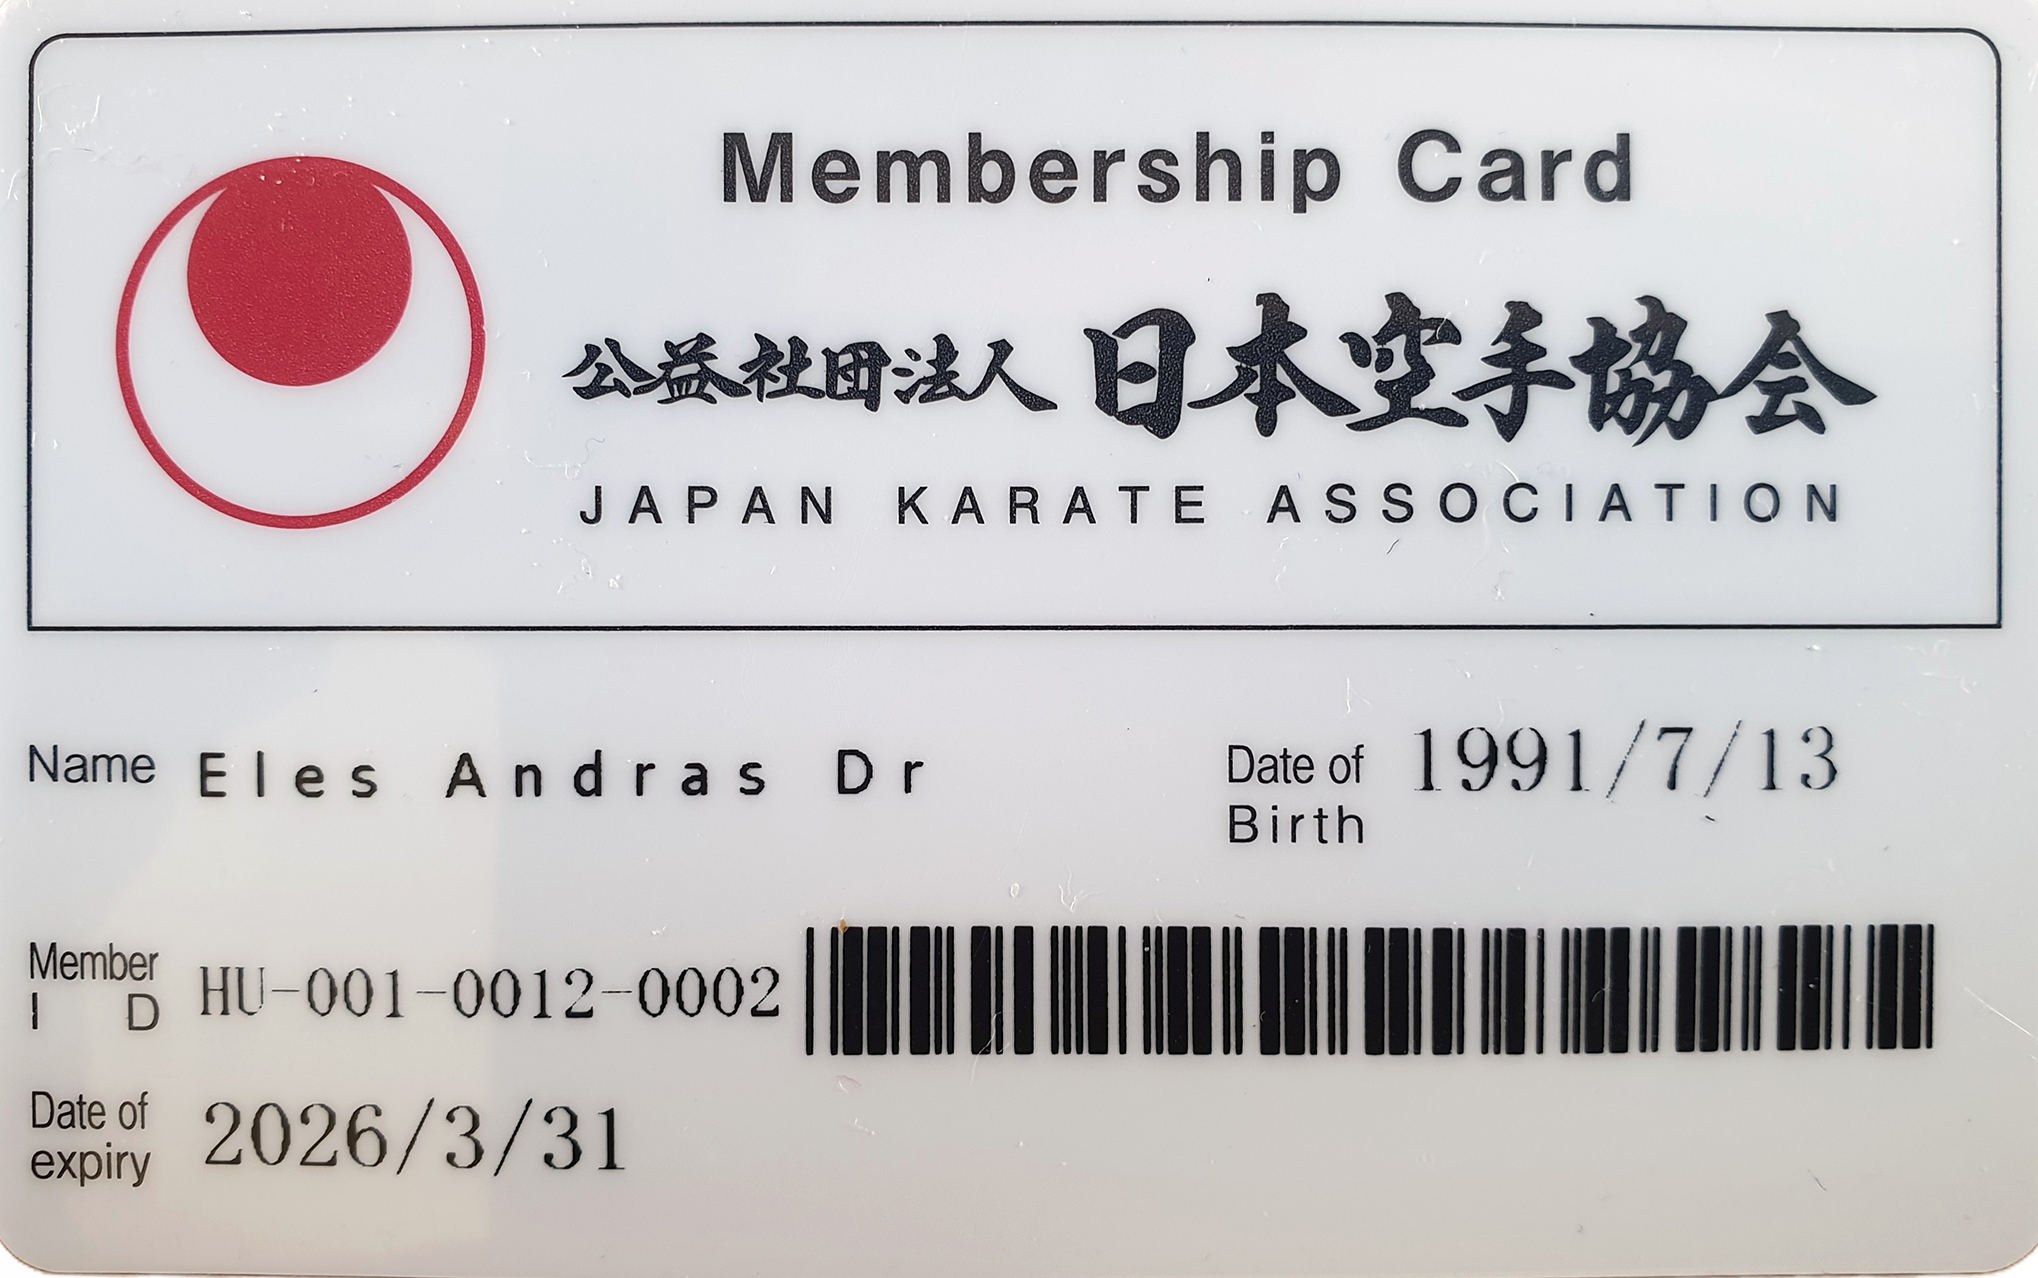 Membership Card
公益社団法人 日本空手協会
JAPAN KARATE ASSOCIATION
Name Eles Andras Dr
Date of Birth 1991/7/13
Member ID HU-001-0012-0002
Date of expiry 2026/3/31